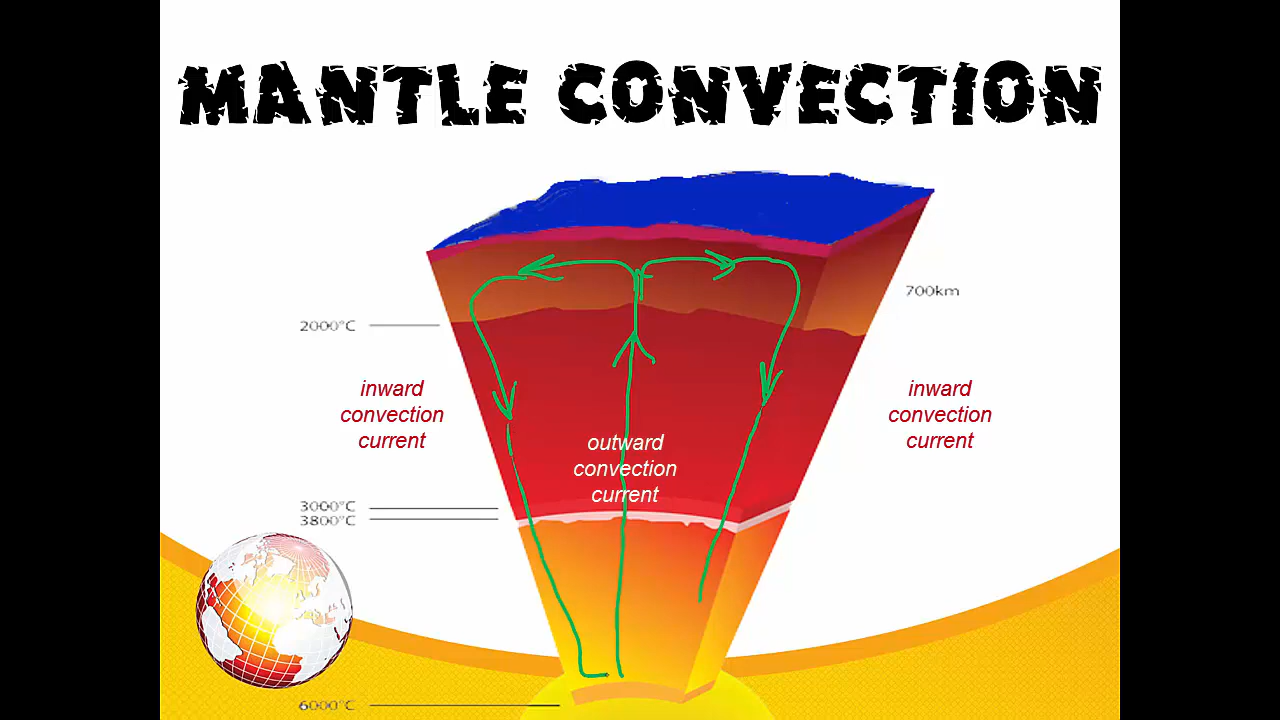 MANTLE CONVECTION
700km
2000°C
inward
convection
current
inward
convection
current
outward
convection
current
3000°C
3800°C
6000°C